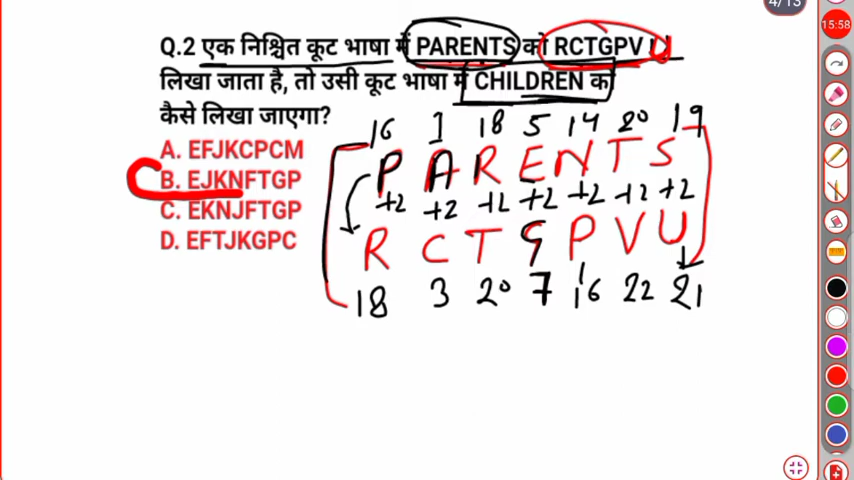 4/13
15:58
Q.2 एक निश्चित कूट भाषा में PARENTS को RCTGPVU
लिखा जाता है, तो उसी कूट भाषा में CHILDREN को
कैसे लिखा जाएगा?
A. EFJKCPCM
B. EJKNFTGP
C. EKNJFTGP
D. EFTJKGPC
16 1 18 5 14 20 19
P A R E N T S
+2 +2 +2 +2 +2 +2 +2
R C T G P V U
18 3 20 7 16 22 21